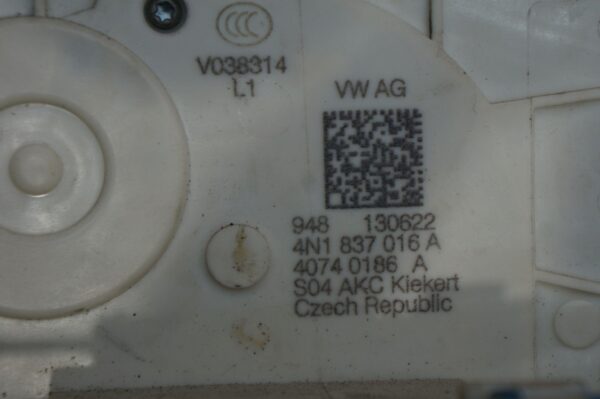 V038314
L1
VW AG
948 130622
4N1 837 016 A
4074 0186 A
S04 AKC Kiekert
Czech Republic